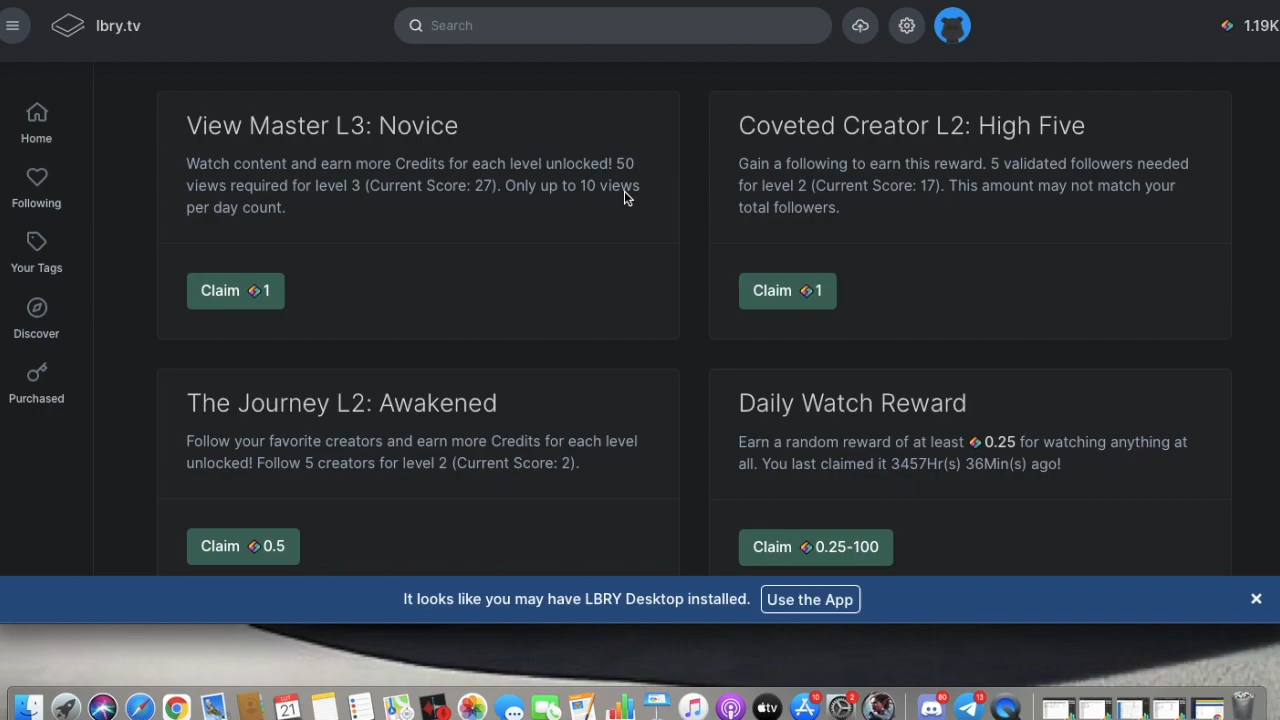 lbry.tv
Search
1.19K
Home
Following
Your Tags
Discover
Purchased
View Master L3: Novice
Watch content and earn more Credits for each level unlocked! 50
views required for level 3 (Current Score: 27). Only up to 10 views
per day count.
Claim 1
Coveted Creator L2: High Five
Gain a following to earn this reward. 5 validated followers needed
for level 2 (Current Score: 17). This amount may not match your
total followers.
Claim 1
The Journey L2: Awakened
Follow your favorite creators and earn more Credits for each level
unlocked! Follow 5 creators for level 2 (Current Score: 2).
Claim 0.5
Daily Watch Reward
Earn a random reward of at least 0.25 for watching anything at
all. You last claimed it 3457Hr(s) 36Min(s) ago!
Claim 0.25-100
It looks like you may have LBRY Desktop installed.
Use the App
21
tv
10
2
80
13